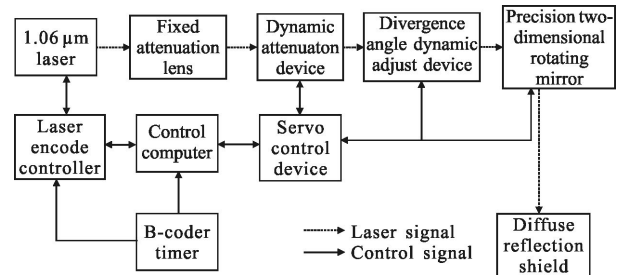 1.06 μm
laser
Fixed
attenuation
lens
Dynamic
attenuaton
device
Divergence
angle dynamic
adjust device
Precision two-
dimensional
rotating
mirror
Laser
encode
controller
Control
computer
Servo
control
device
B-coder
timer
Laser signal
Control signal
Diffuse
reflection
shield